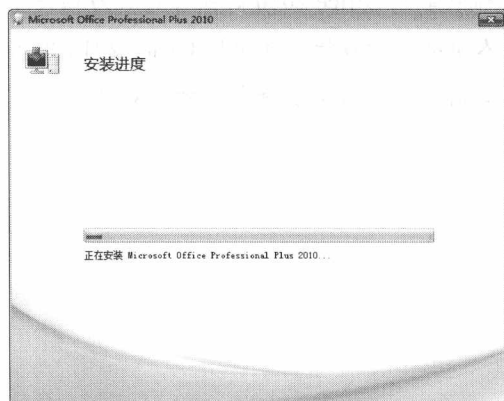 Microsoft Office Professional Plus 2010
安装进度
正在安装 Microsoft Office Professional Plus 2010...